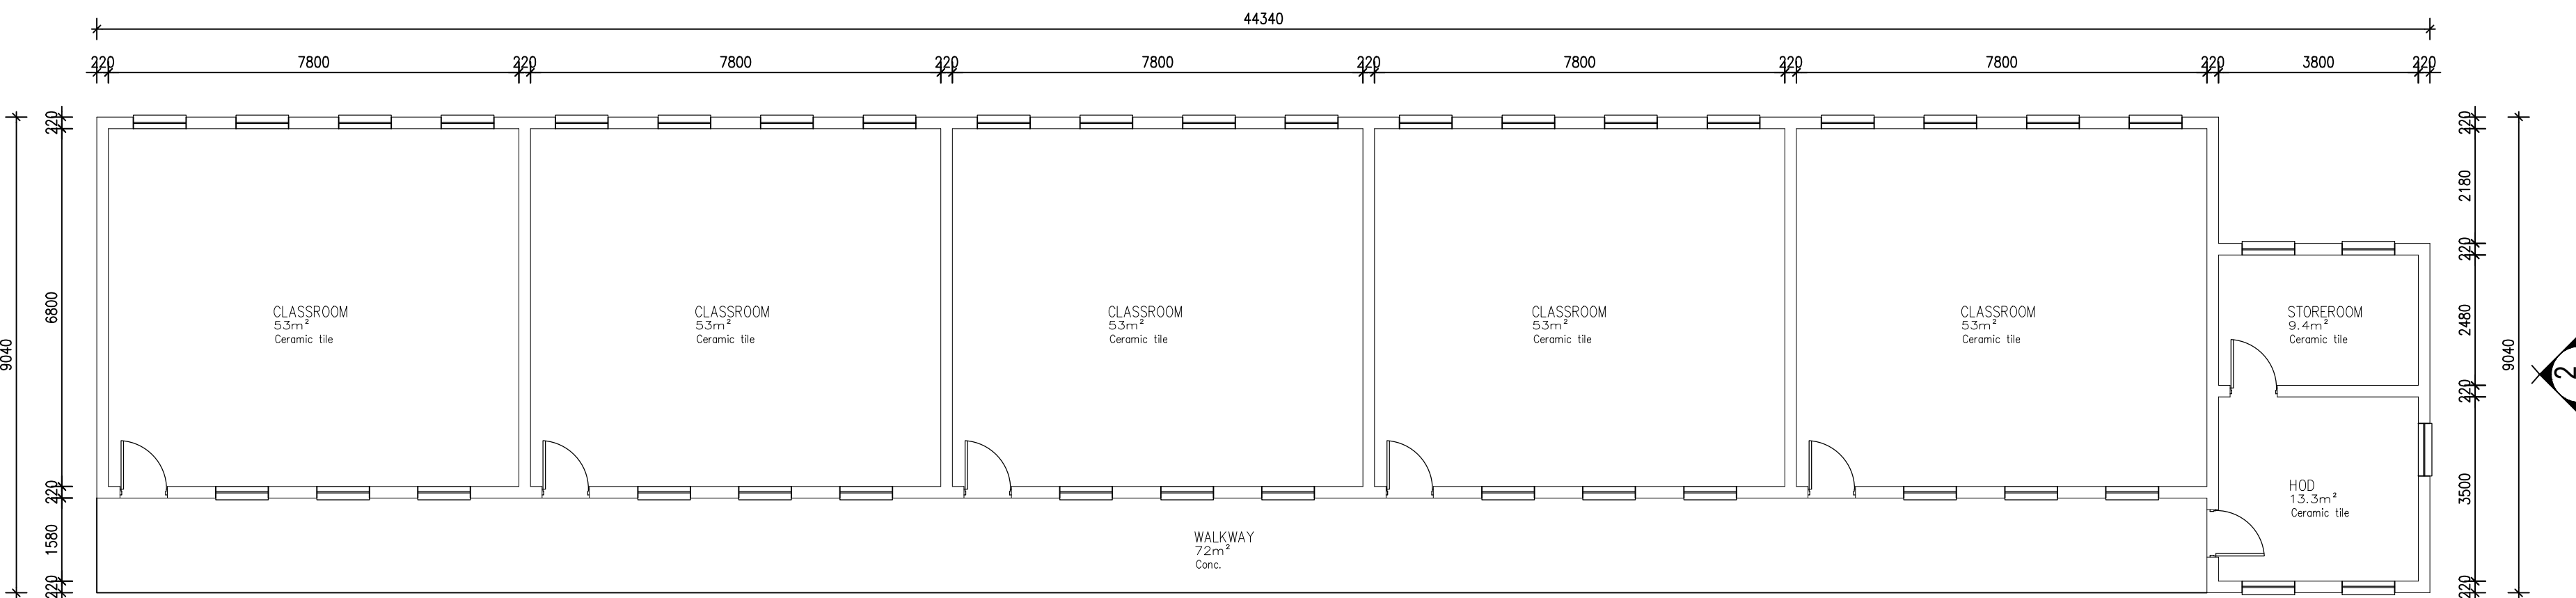 44340
220 7800 220 7800 220 7800 220 7800 220 7800 220 3800 220
9040
220
6800
220
1580
220
CLASSROOM
53m²
Ceramic tile
CLASSROOM
53m²
Ceramic tile
CLASSROOM
53m²
Ceramic tile
CLASSROOM
53m²
Ceramic tile
CLASSROOM
53m²
Ceramic tile
STOREROOM
9.4m²
Ceramic tile
HOD
13.3m²
Ceramic tile
WALKWAY
72m²
Conc.
220
2180
220
2480
220
3500
220
9040
2